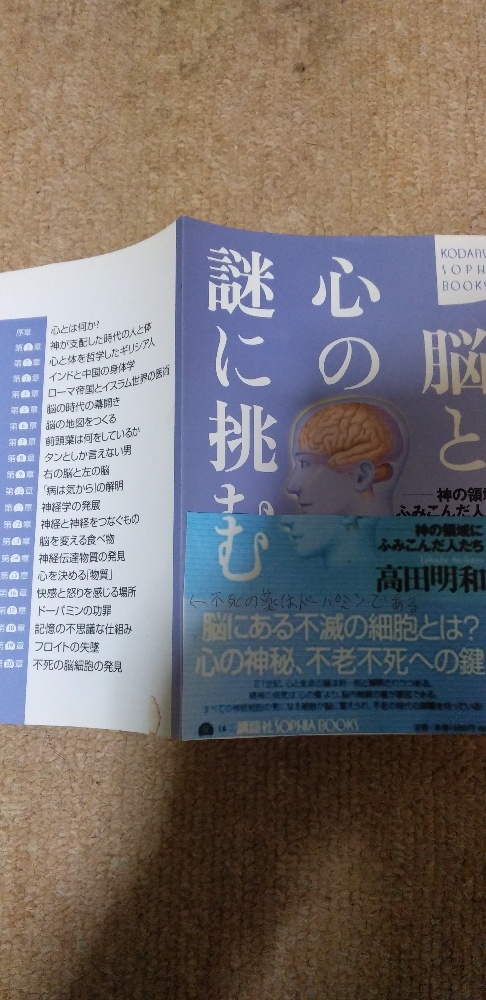 序章 心とは何か?
第1章 神が支配した時代の人と体
第2章 心と体を哲学したギリシア人
第3章 インドと中国の身体学
第4章 ローマ帝国とイスラム世界の医術
第5章 脳の時代の幕開き
第6章 脳の地図をつくる
第7章 前頭葉は何をしているか
第8章 タンとしか言えない男
第9章 右の脳と左の脳
第10章 「病は気から」の解明
第11章 神経学の発展
第12章 神経と神経をつなぐもの
第13章 脳を変える食べ物
第14章 神経伝達物質の発見
第15章 心を決める「物質」
第16章 快感と怒りを感じる場所
第17章 ドーパミンの功罪
第18章 記憶の不思議な仕組み
第19章 フロイトの失墜
第20章 不死の脳細胞の発見
KODANS
SOPH
BOOKS
脳と
心の
謎に挑む
神の領域
ふみこんだ人
神の領域に
ふみこんだ人たち
高田明和
不死の薬はドーパミンである
脳にある不滅の細胞とは?
心の神秘、不老不死への鍵
講談社SOPHIA BOOKS